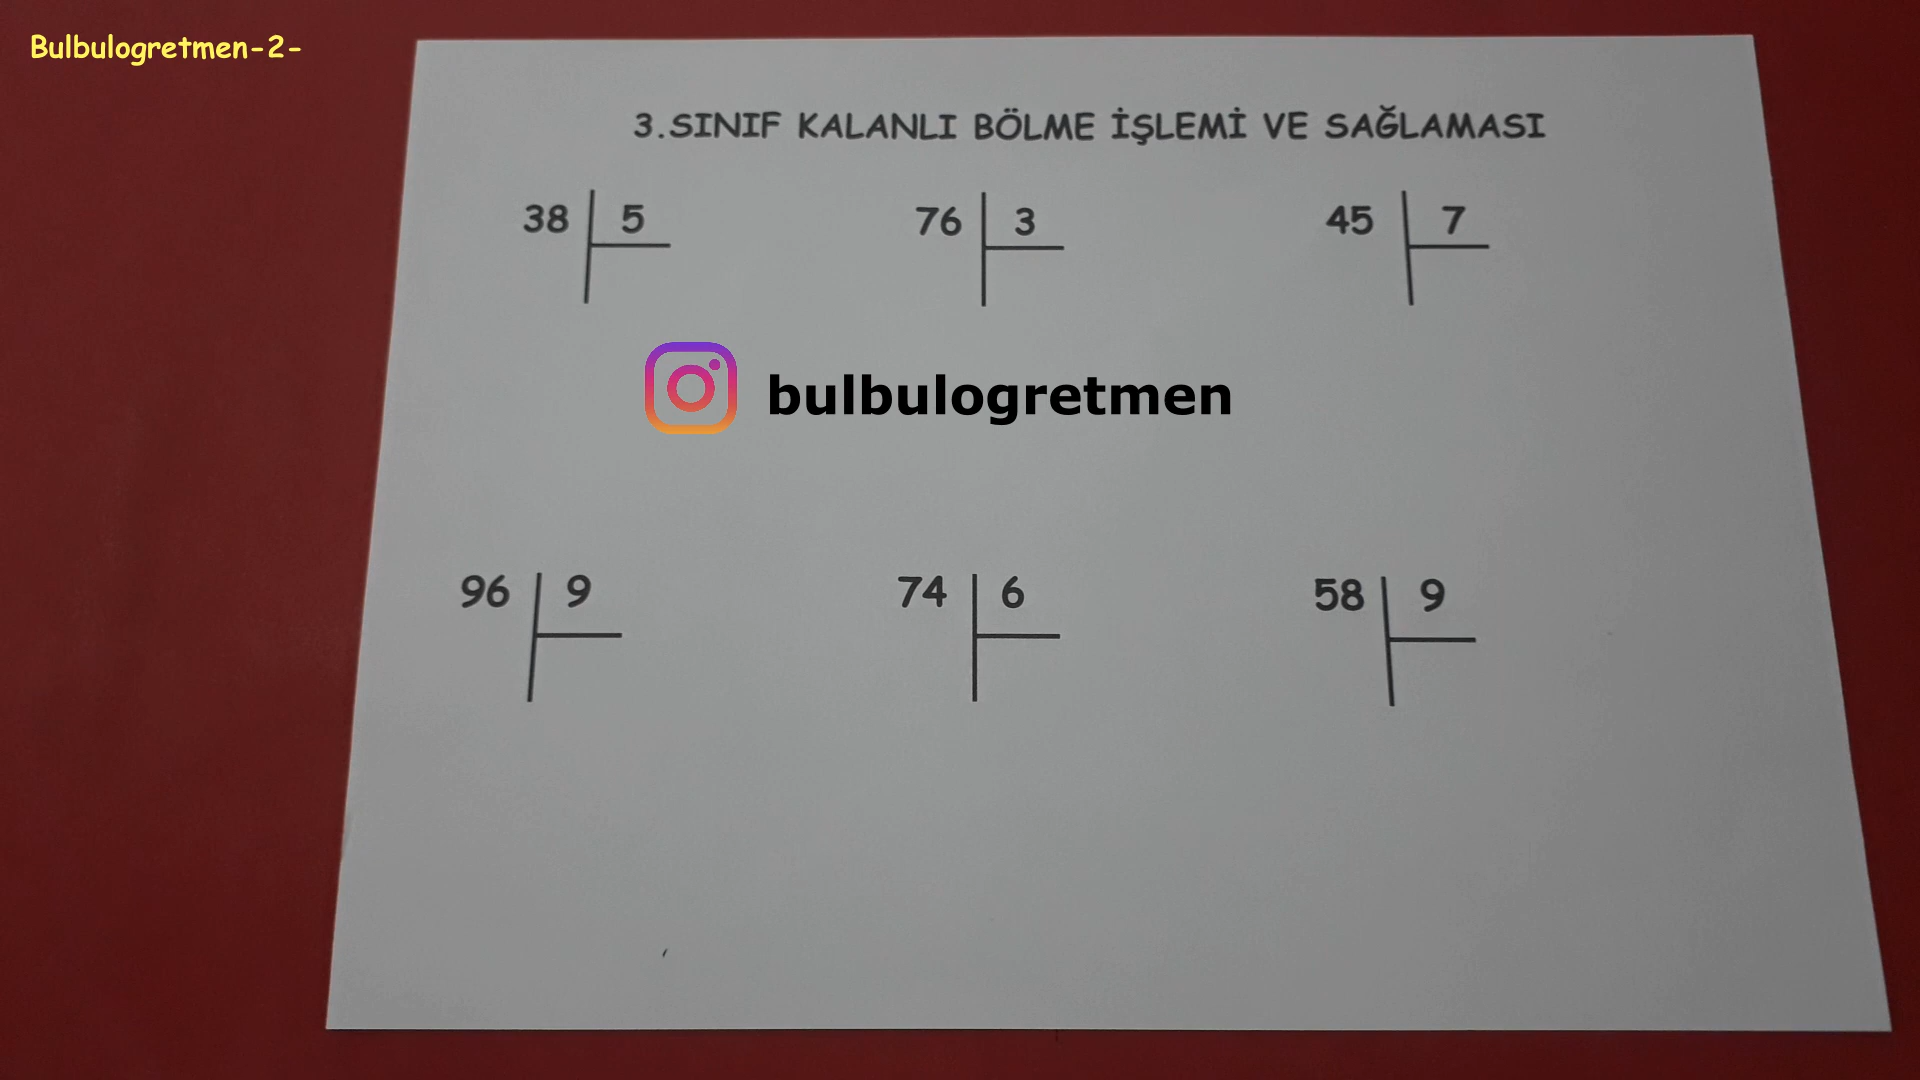 Bulbulogretmen-2-
3.SINIF KALANLI BÖLME İŞLEMİ VE SAĞLAMASI
38 5
76 3
45 7
bulbulogretmen
96 9
74 6
58 9